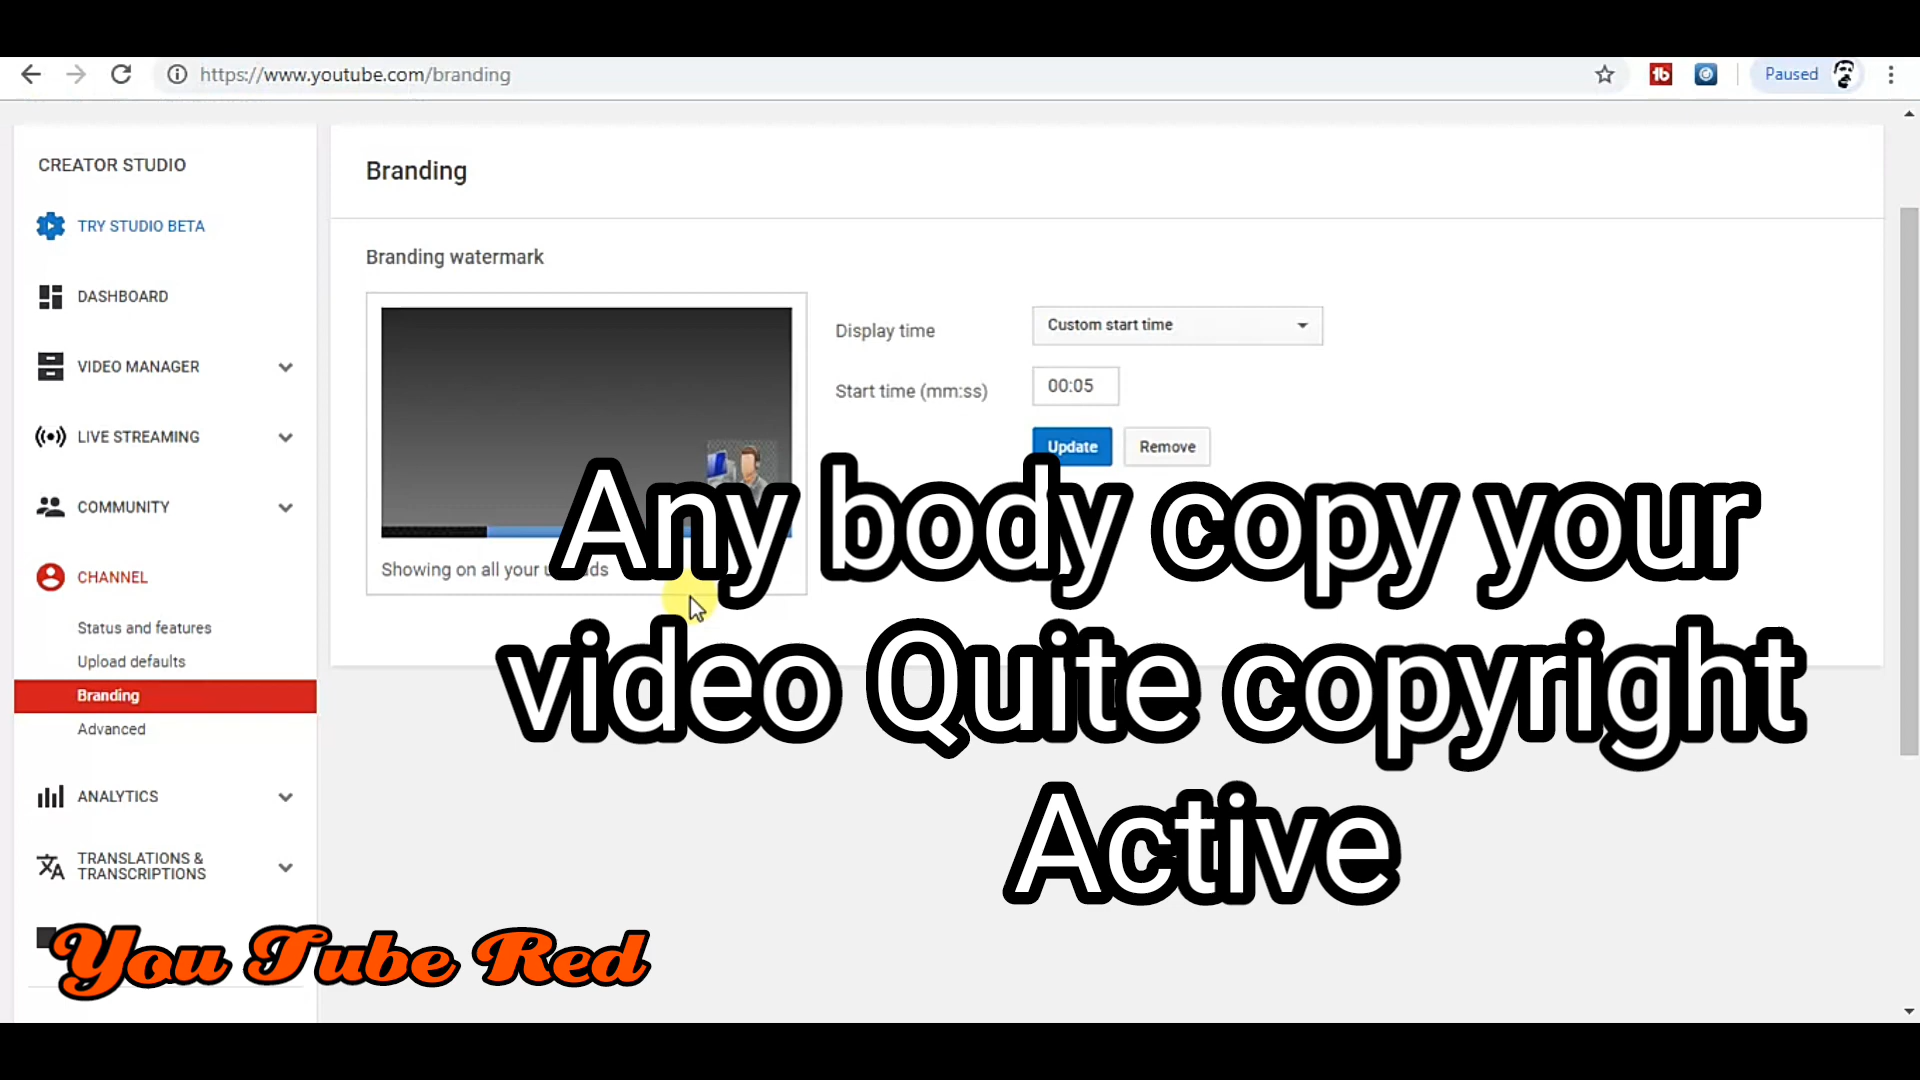 https://www.youtube.com/branding
Paused
CREATOR STUDIO
TRY STUDIO BETA
DASHBOARD
VIDEO MANAGER
LIVE STREAMING
COMMUNITY
CHANNEL
Status and features
Upload defaults
Branding
Advanced
ANALYTICS
TRANSLATIONS &
TRANSCRIPTIONS
Branding
Branding watermark
Display time
Custom start time
Start time (mm:ss)
00:05
Update
Remove
Showing on all your
Any body copy your
video Quite copyright
Active
You Tube Red